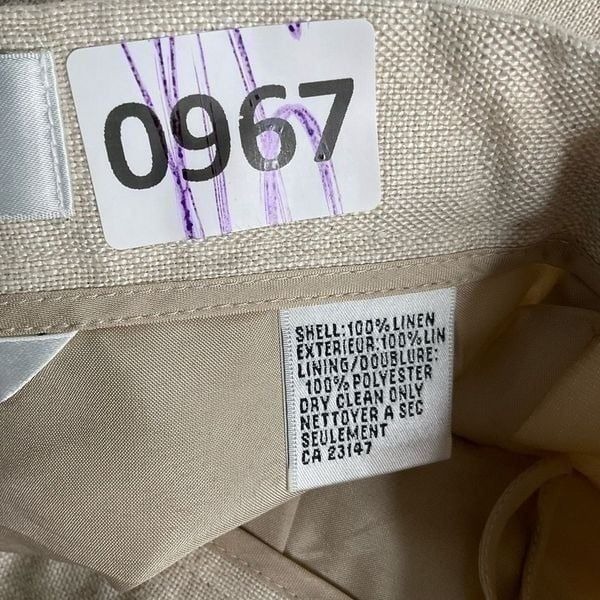 0967
SHELL:100% LINEN
EXTERIEUR:100% LIN
LINING/DOUBLURE:
100% POLYESTER
DRY CLEAN ONLY
NETTOYER A SEC
SEULEMENT
CA 23147